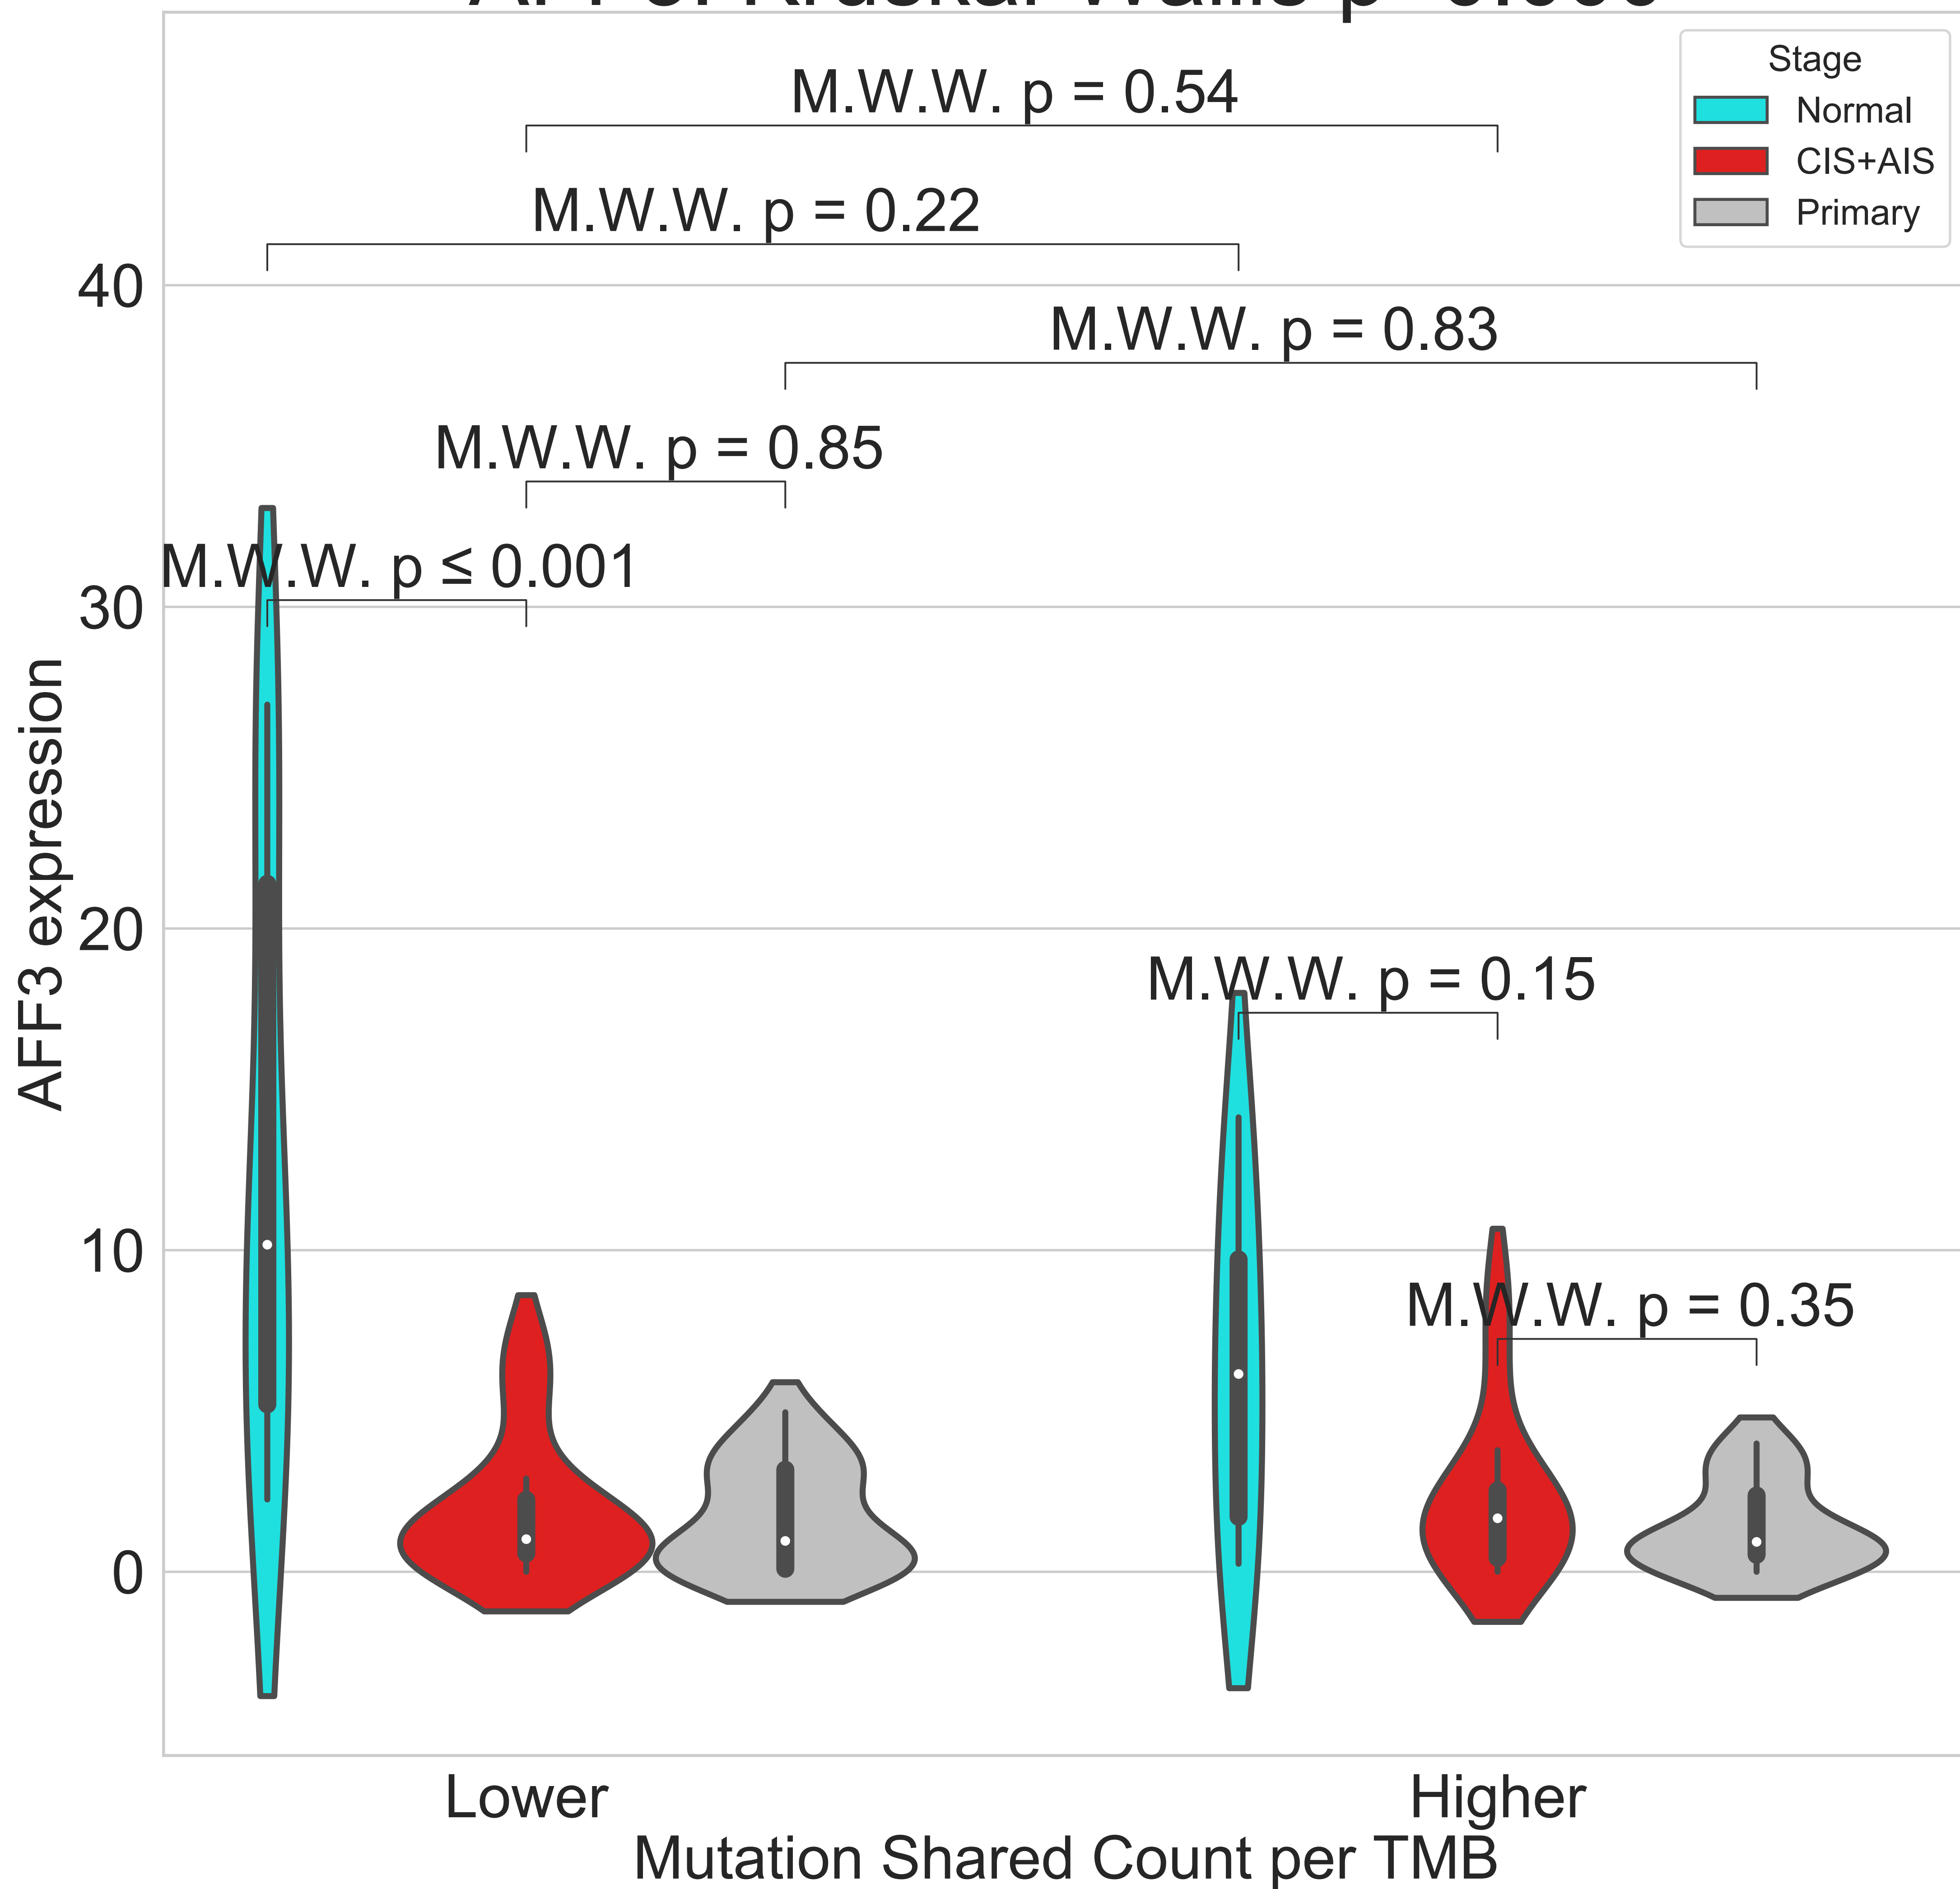 Stage
Normal
CIS+AIS
Primary
M.W.W. p = 0.54
M.W.W. p = 0.22
M.W.W. p = 0.83
M.W.W. p = 0.85
M.W.W. p ≤ 0.001
M.W.W. p = 0.15
M.W.W. p = 0.35
40
30
20
10
0
AFF3 expression
Lower
Higher
Mutation Shared Count per TMB